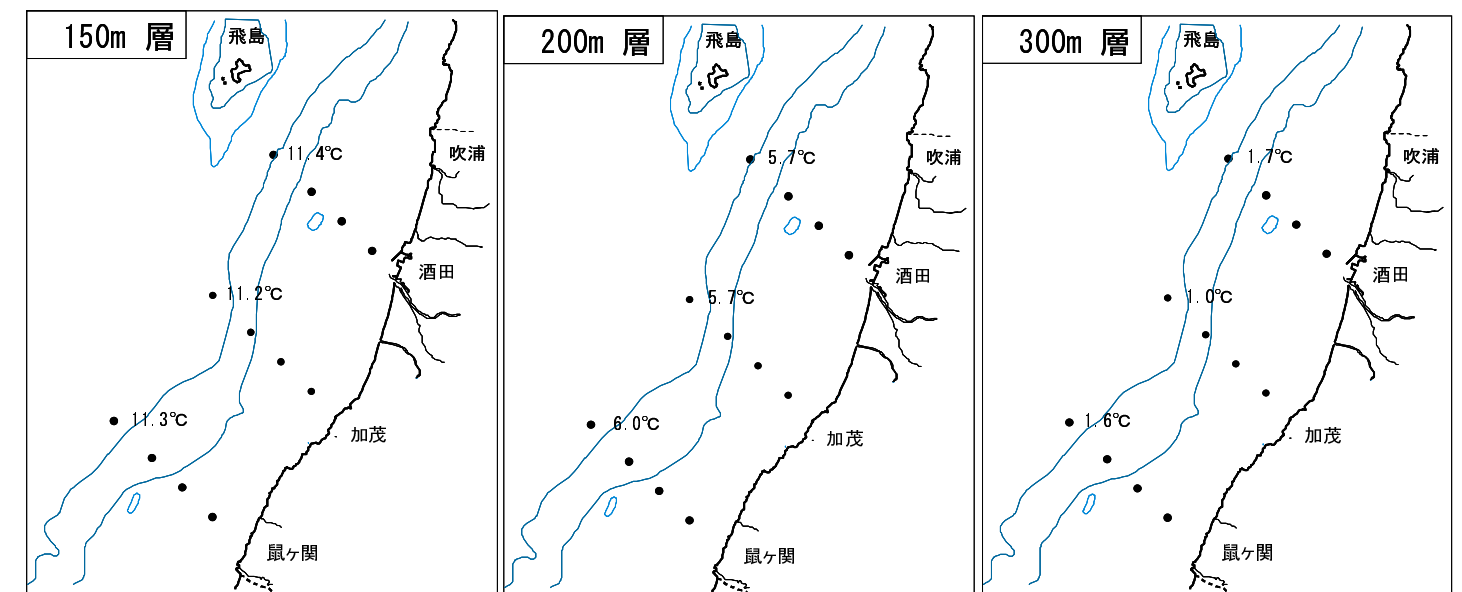 150m 層
飛島
11.4℃
吹浦
酒田
11.2℃
11.3℃
加茂
鼠ヶ関
200m 層
飛島
5.7℃
吹浦
酒田
5.7℃
6.0℃
加茂
鼠ヶ関
300m 層
飛島
1.7℃
吹浦
酒田
1.0℃
1.6℃
加茂
鼠ヶ関